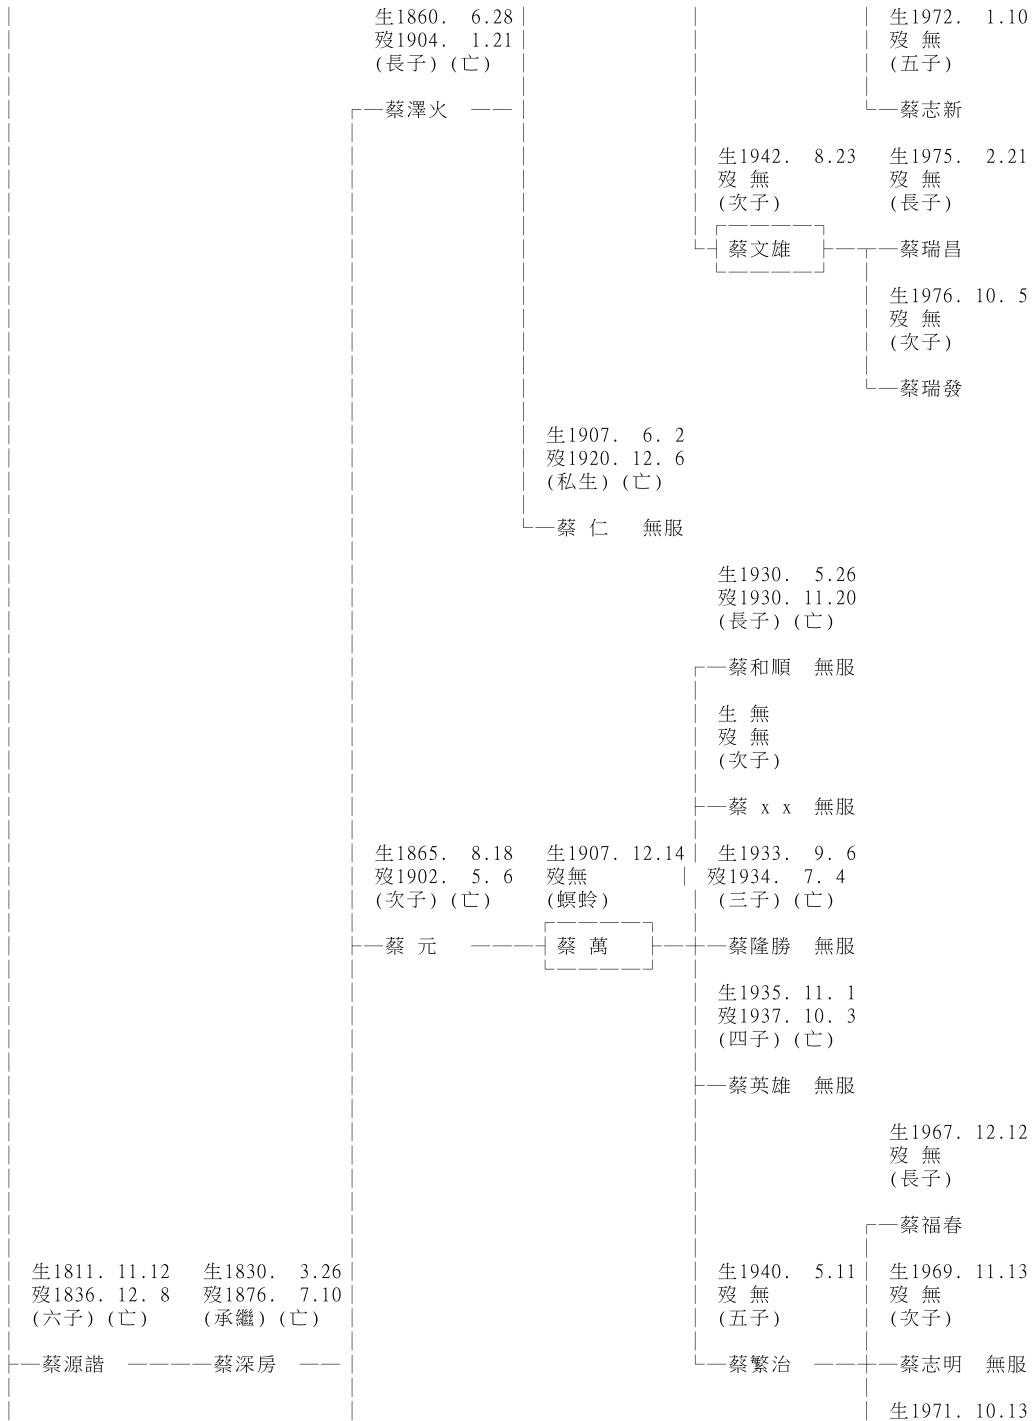 生1860. 6.28 生1972. 1.10
歿1904. 1.21 歿 無
(長子)(亡) (五子)
蔡澤火 蔡志新
生1942. 8.23 生1975. 2.21
歿 無 歿 無
(次子) (長子)
蔡文雄 蔡瑞昌
生1976. 10. 5
歿 無
(次子)
蔡瑞發
生1907. 6. 2
歿1920. 12. 6
(私生)(亡)
蔡 仁 無服
生1930. 5.26
歿1930. 11.20
(長子)(亡)
蔡和順 無服
生 無
歿 無
(次子)
蔡 x x 無服
生1865. 8.18 生1907. 12.14 生1933. 9. 6
歿1902. 5. 6 歿無 歿1934. 7. 4
(次子)(亡) (螟蛉) (三子)(亡)
蔡 元 蔡 萬 蔡隆勝 無服
生1935. 11. 1
歿1937. 10. 3
(四子)(亡)
蔡英雄 無服
生1967. 12.12
歿 無
(長子)
蔡福春
生1811. 11.12 生1830. 3.26 生1940. 5.11 生1969. 11.13
歿1836. 12. 8 歿1876. 7.10 歿 無 歿 無
(六子)(亡) (承繼)(亡) (五子) (次子)
蔡源諧 蔡深房 蔡繁治 蔡志明 無服
生1971. 10.13